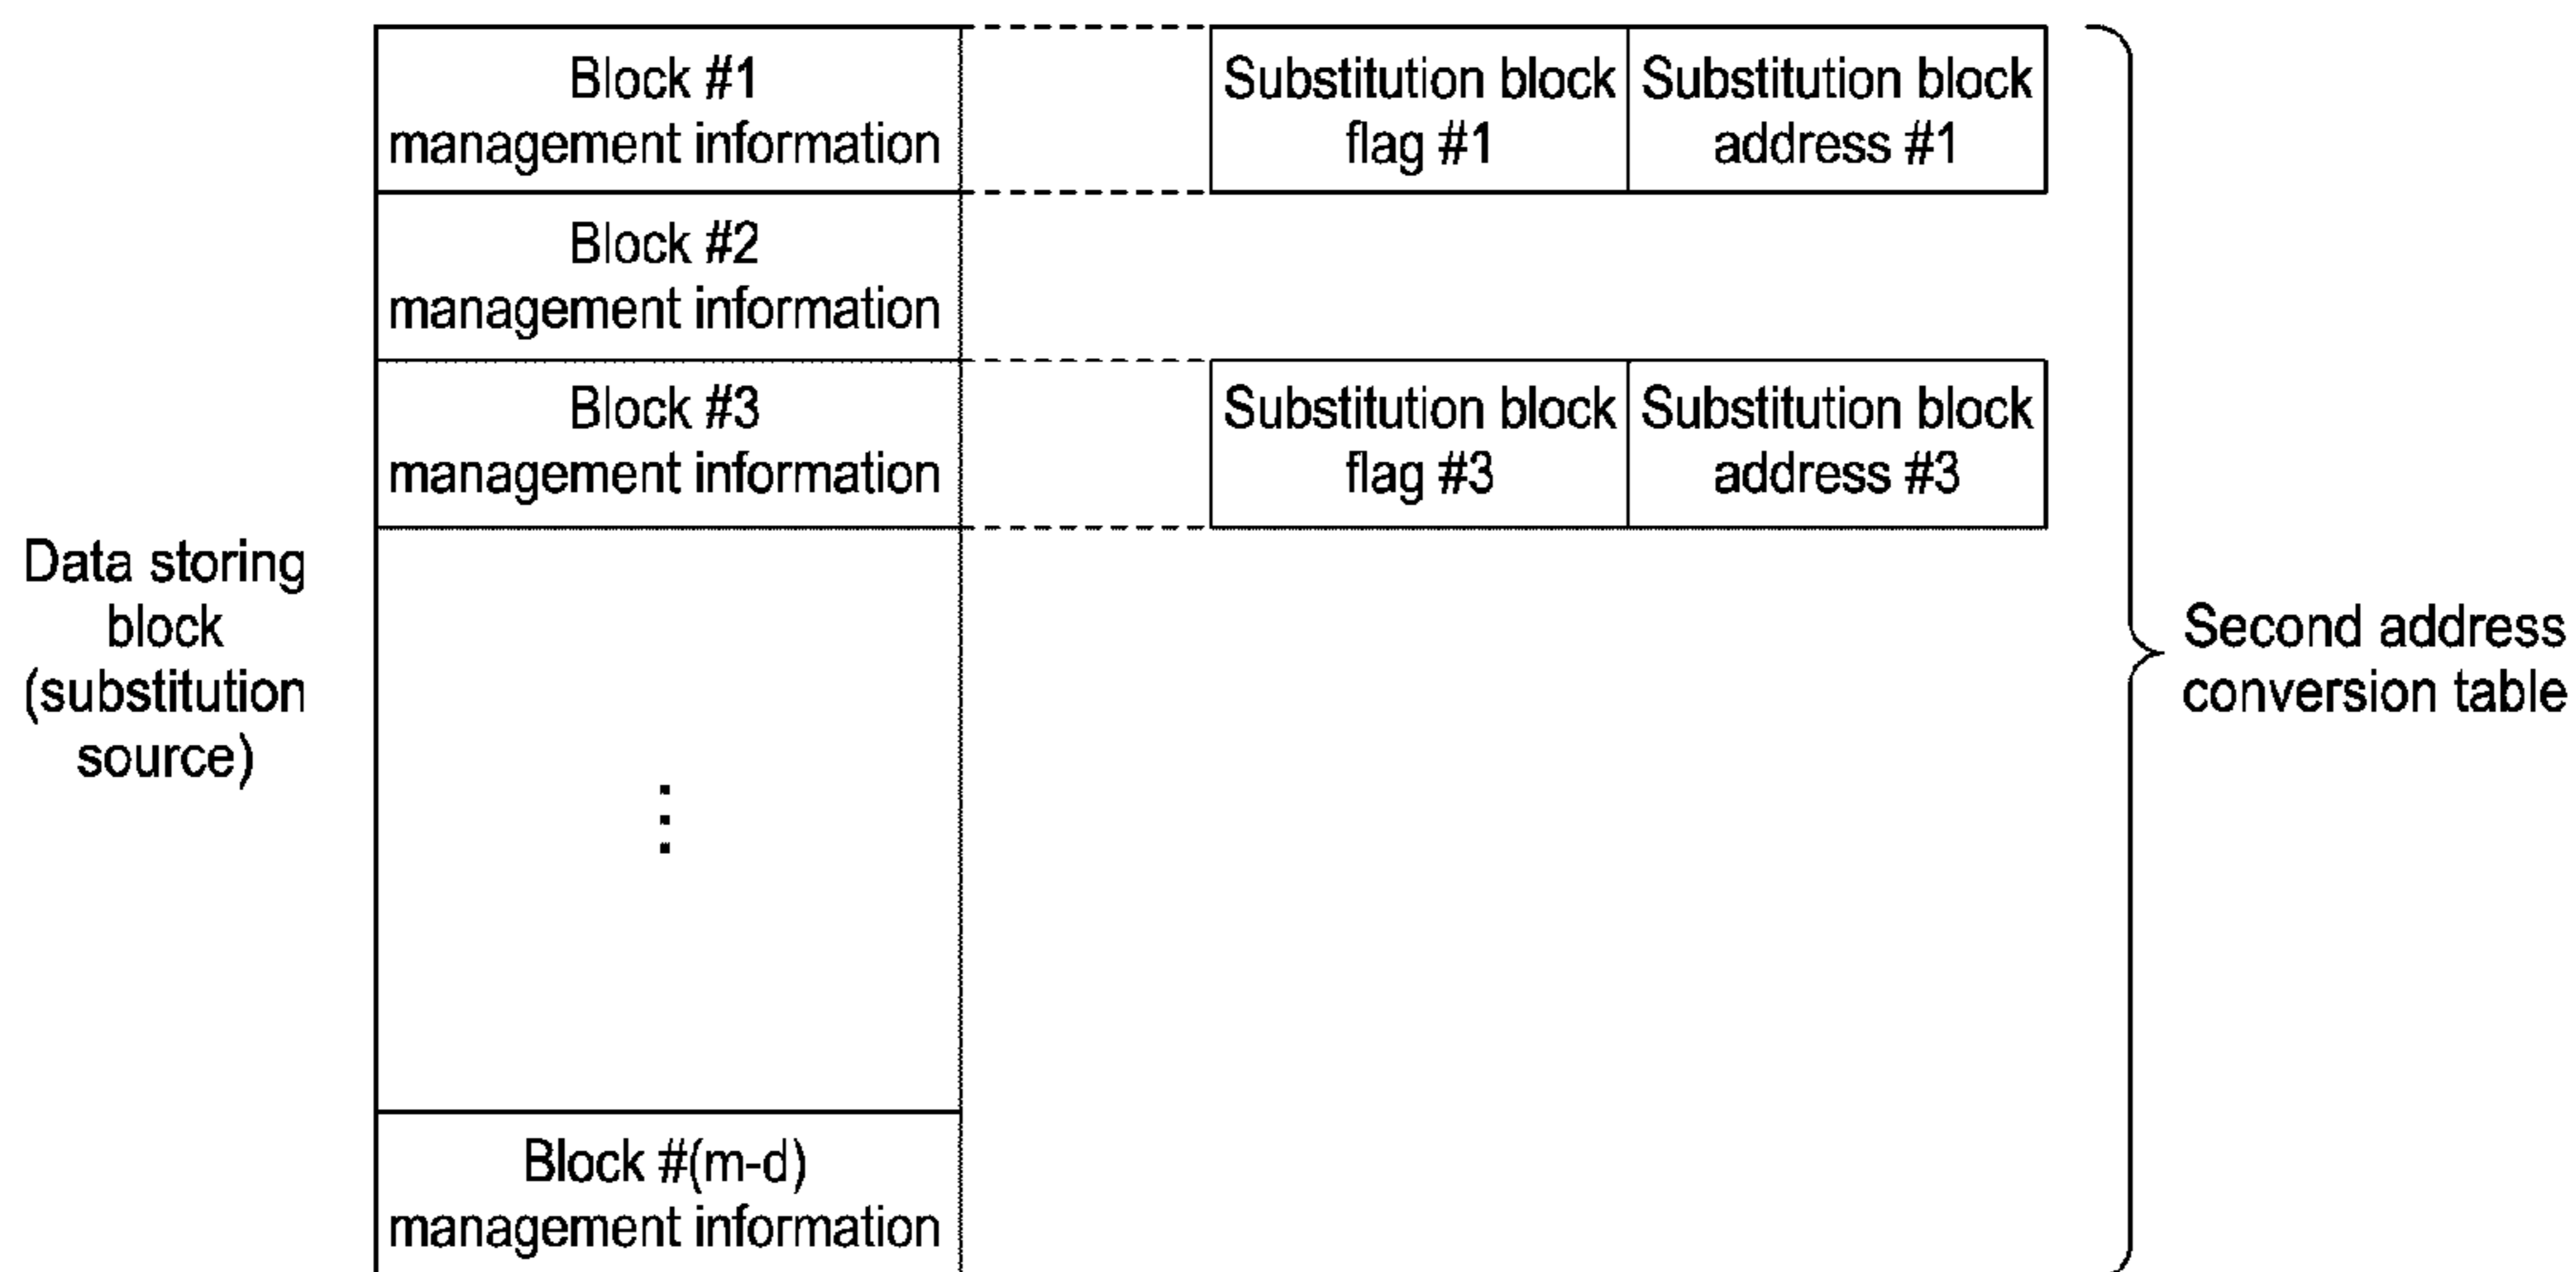 Block #1
management information
Substitution block
flag #1
Substitution block
address #1
Block #2
management information
Block #3
management information
Substitution block
flag #3
Substitution block
address #3
Data storing
block
(substitution
source)
⋮
Second address
conversion table
Block #(m-d)
management information